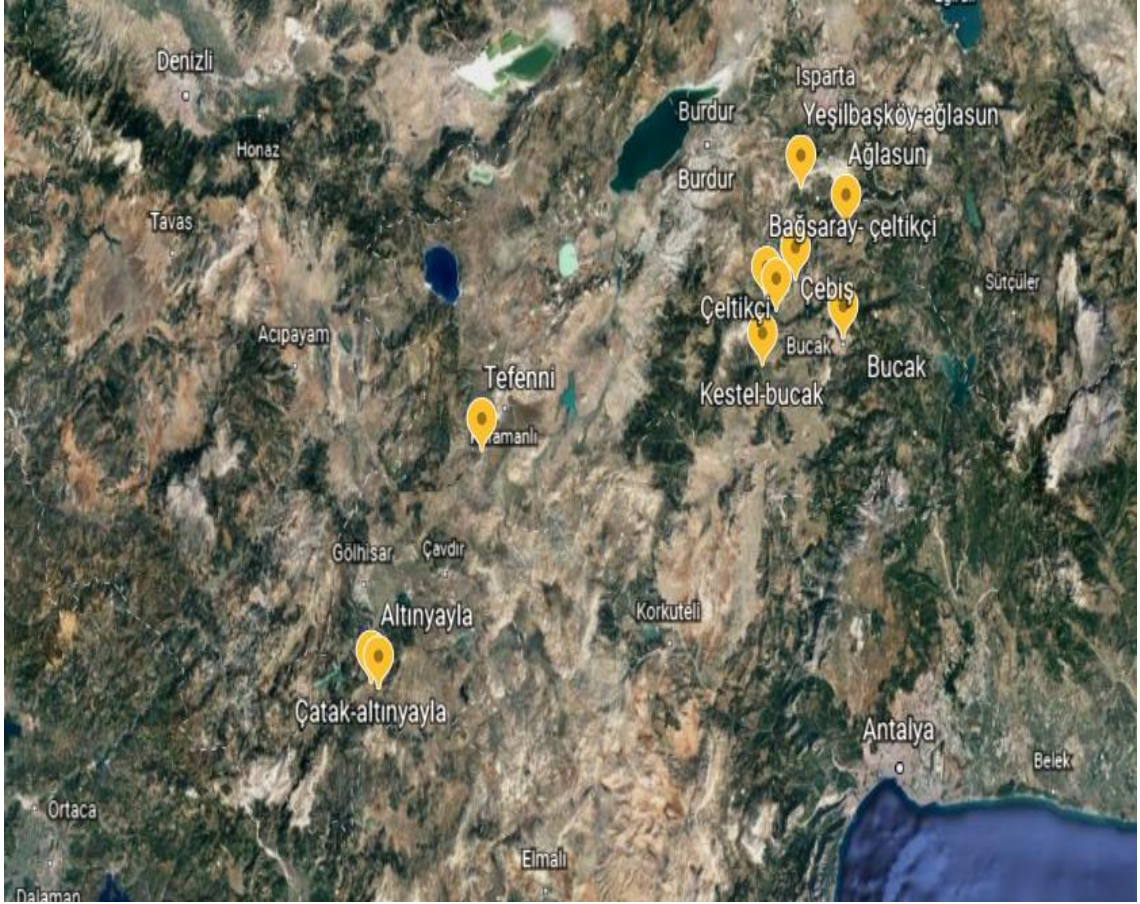 Denizli
Isparta
Burdur
Yeşilbaşköy-ağlasun
Honaz
Ağlasun
Burdur
Tavas
Bağsaray- çeltikçi
Sütçüler
Çebiş
Çeltikçi
Acıpayam
Bucak
Bucak
Tefenni
Kestel-bucak
Gölhisar
Çavdır
Altınyayla
Korkuteli
Çatak-altınyayla
Antalya
Belek
Ortaca
Elmalı
Dalaman